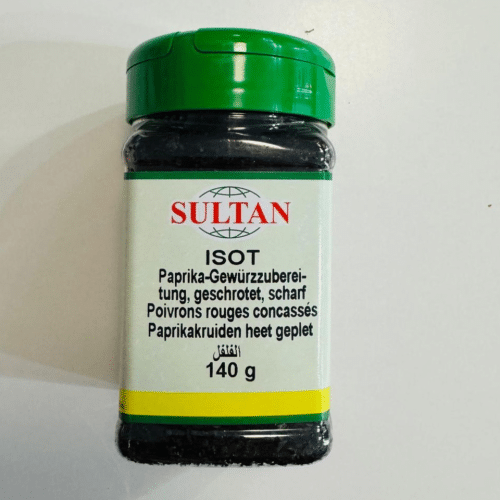 SULTAN
ISOT
Paprika-Gewürzzuberei-
tung, geschrotet, scharf
Poivrons rouges concassés
Paprikakruiden heet geplet
الفلفل
140 g